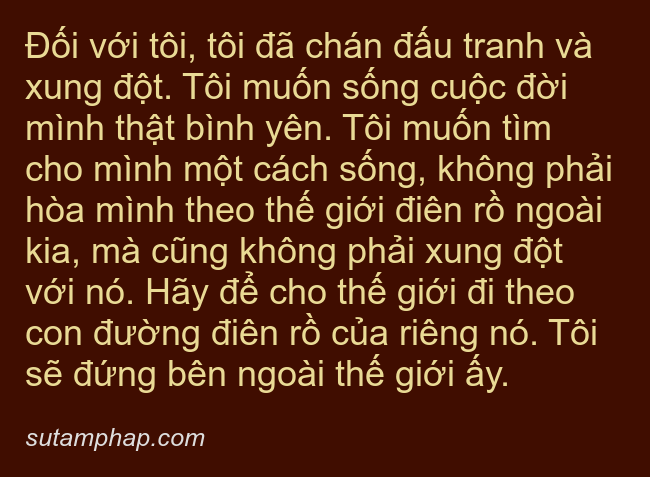 Đối với tôi, tôi đã chán đấu tranh và
xung đột. Tôi muốn sống cuộc đời
mình thật bình yên. Tôi muốn tìm
cho mình một cách sống, không phải
hòa mình theo thế giới điên rồ ngoài
kia, mà cũng không phải xung đột
với nó. Hãy để cho thế giới đi theo
con đường điên rồ của riêng nó. Tôi
sẽ đứng bên ngoài thế giới ấy.
sutamphap.com